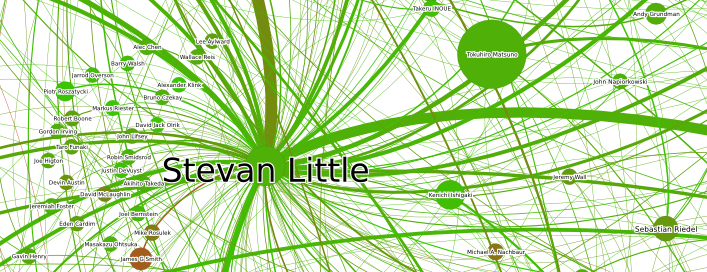 Takeru INOUE
Andy Grundman
Lee Aylward
Alec Chen
Wallace Reis
Tokuhiro Matsuno
Barry Walsh
Jarrod Overson
John Napiorkowski
Alexander Klink
Piotr Roszatycki
Bruno Czekay
Markus Riester
Robert Boone
David Jack Olrik
Gordon Irving
John Lifsey
Taro Funaki
Robin Smidsrod
Joe Higton
Stevan Little
Justin DeVuyst
Jeremy Wall
Devin Austin
Akihito Takeda
David McLaughlin
Kenichi Ishigaki
Jeremiah Foster
Joel Bernstein
Eden Cardim
Sebastian Riedel
Mike Rosulek
Masakazu Ohtsuka
Michael A. Nachbaur
Gavin Henry
James G Smith